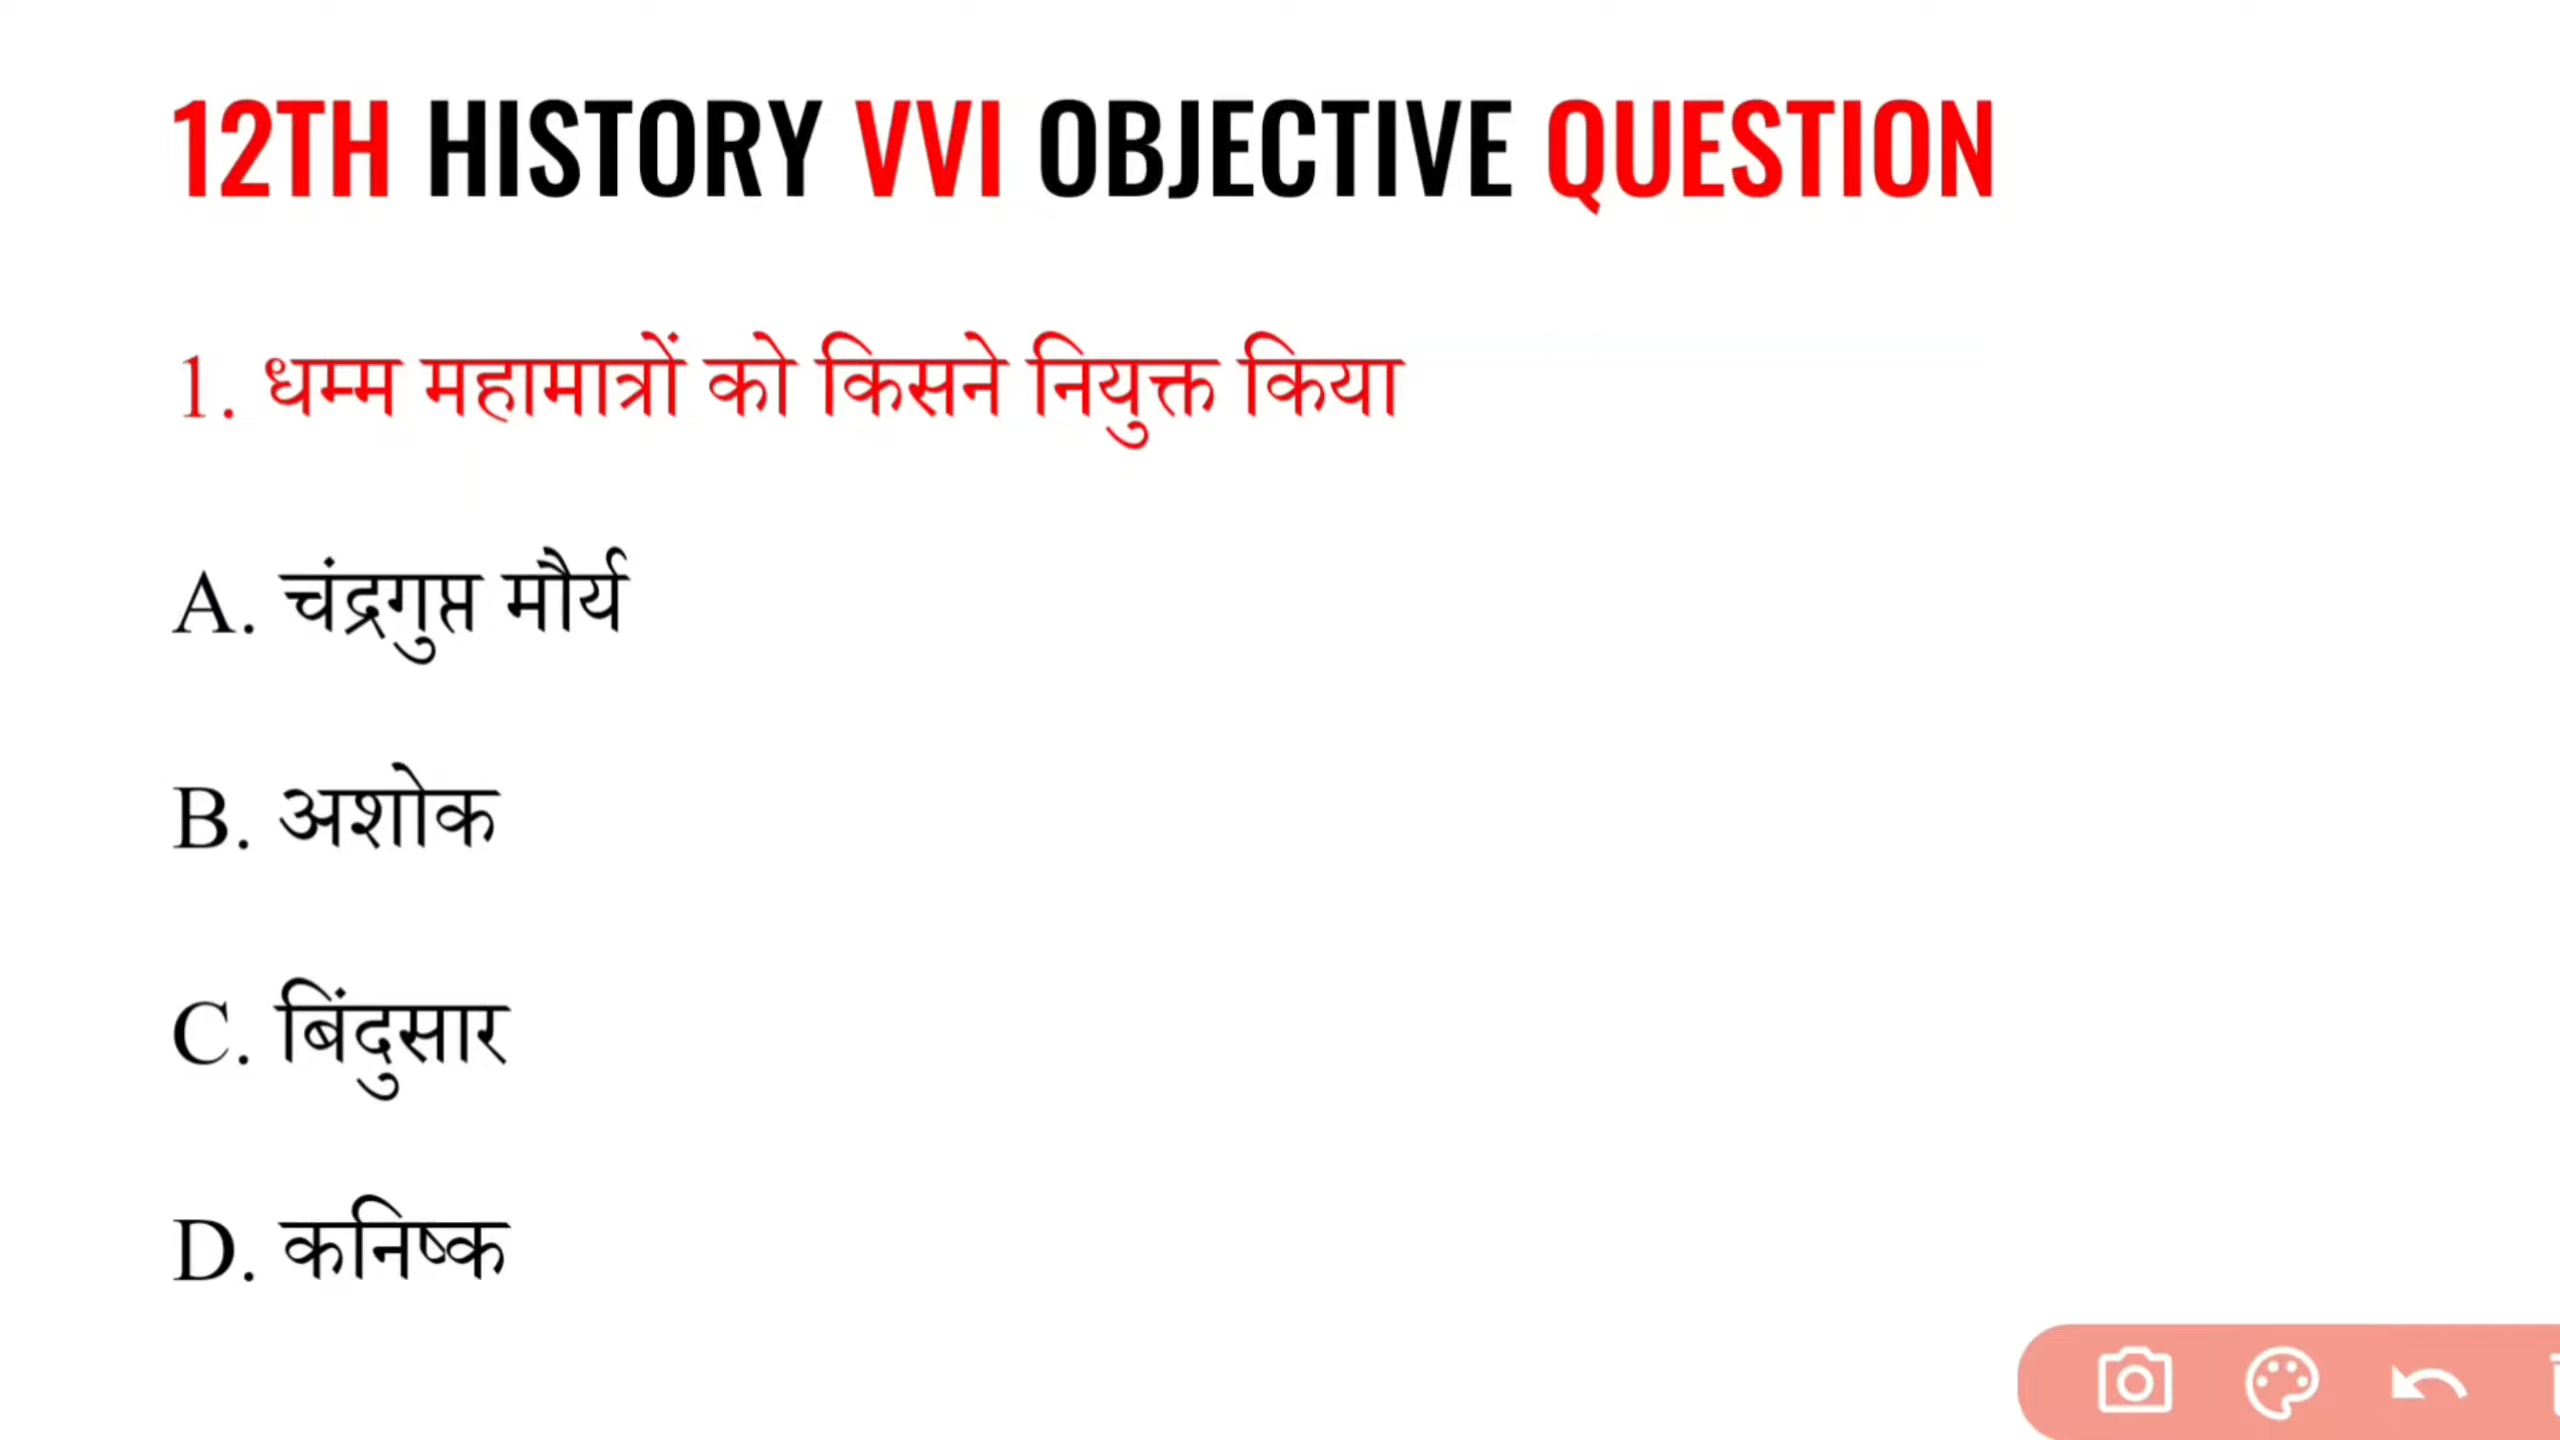 12TH HISTORY VVI OBJECTIVE QUESTION
1. धम्म महामात्रों को किसने नियुक्त किया
A. चंद्रगुप्त मौर्य
B. अशोक
C. बिंदुसार
D. कनिष्क